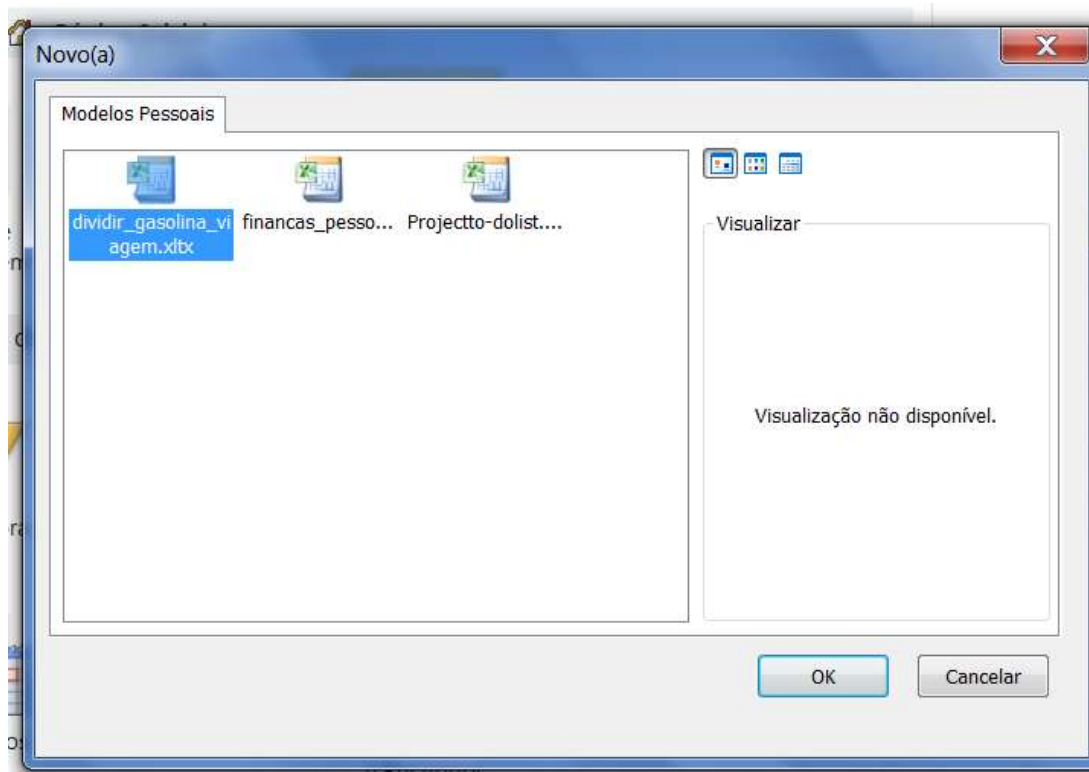 Novo(a)
Modelos Pessoais
dividir_gasolina_vi
agem.xltx
financas_pesso...
Projectto-dolist....
Visualizar
Visualização não disponível.
OK
Cancelar